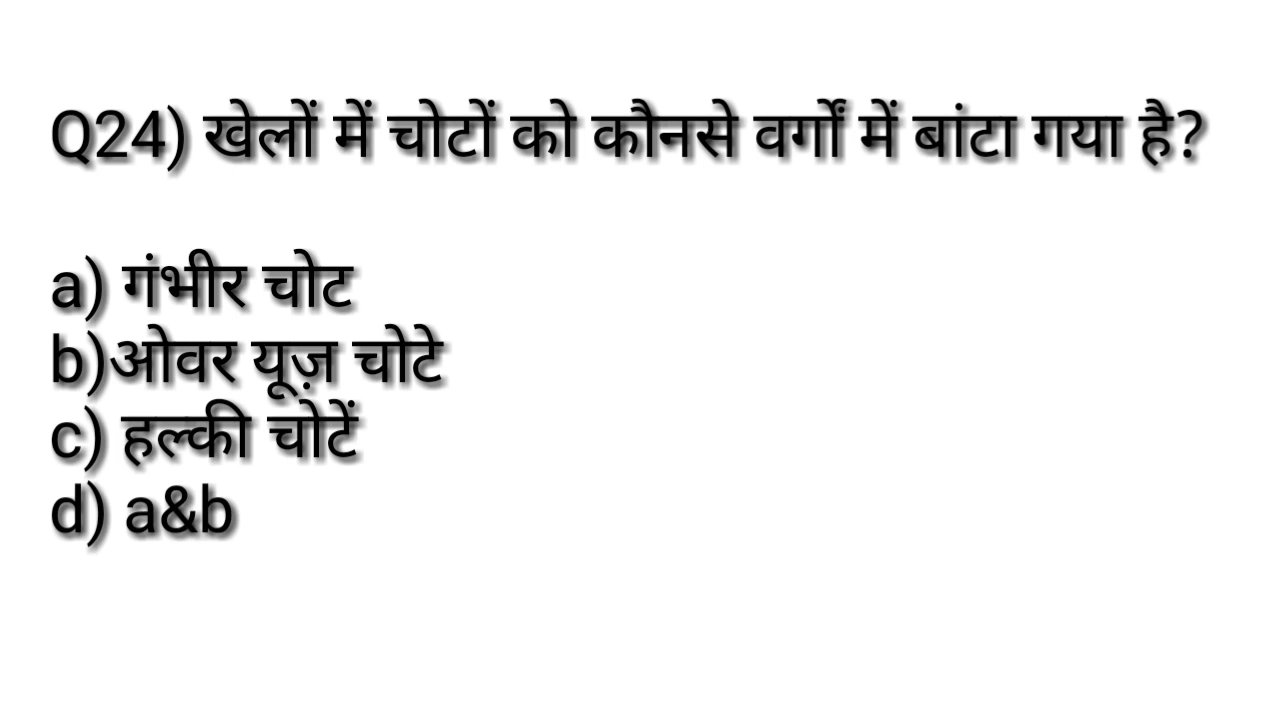 Q24) खेलों में चोटों को कौनसे वर्गों में बांटा गया है?
a) गंभीर चोट
b)ओवर यूज़ चोटे
c) हल्की चोटें
d) a&b